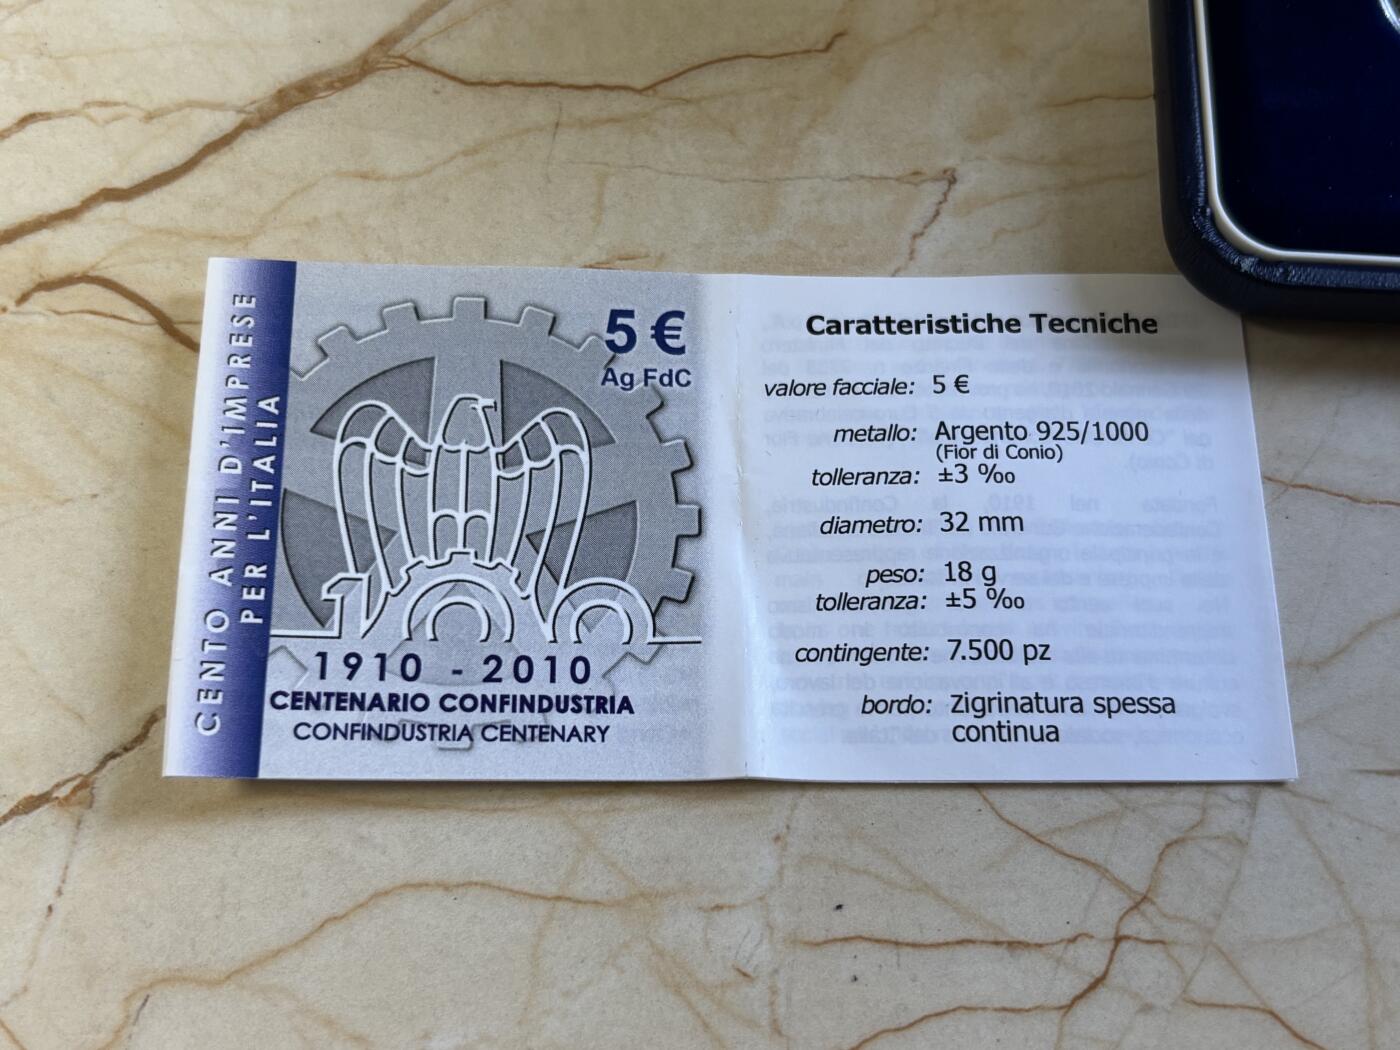 CENTO ANNI D'IMPRESE
PER L'ITALIA
5 €
Ag FdC
1910 - 2010
CENTENARIO CONFINDUSTRIA
CONFINDUSTRIA CENTENARY
Caratteristiche Tecniche
valore facciale: 5 €
metallo: Argento 925/1000
(Fior di Conio)
tolleranza: ±3 ‰
diametro: 32 mm
peso: 18 g
tolleranza: ±5 ‰
contingente: 7.500 pz
bordo: zigrinatura spessa
continua